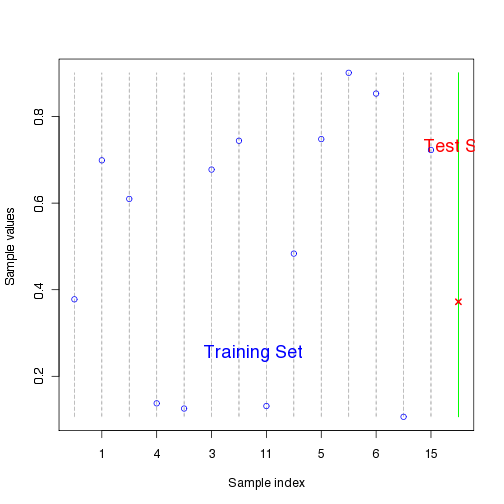 Test S
Training Set
0.8
0.6
0.4
0.2
Sample values
1 4 3 11 5 6 15
Sample index